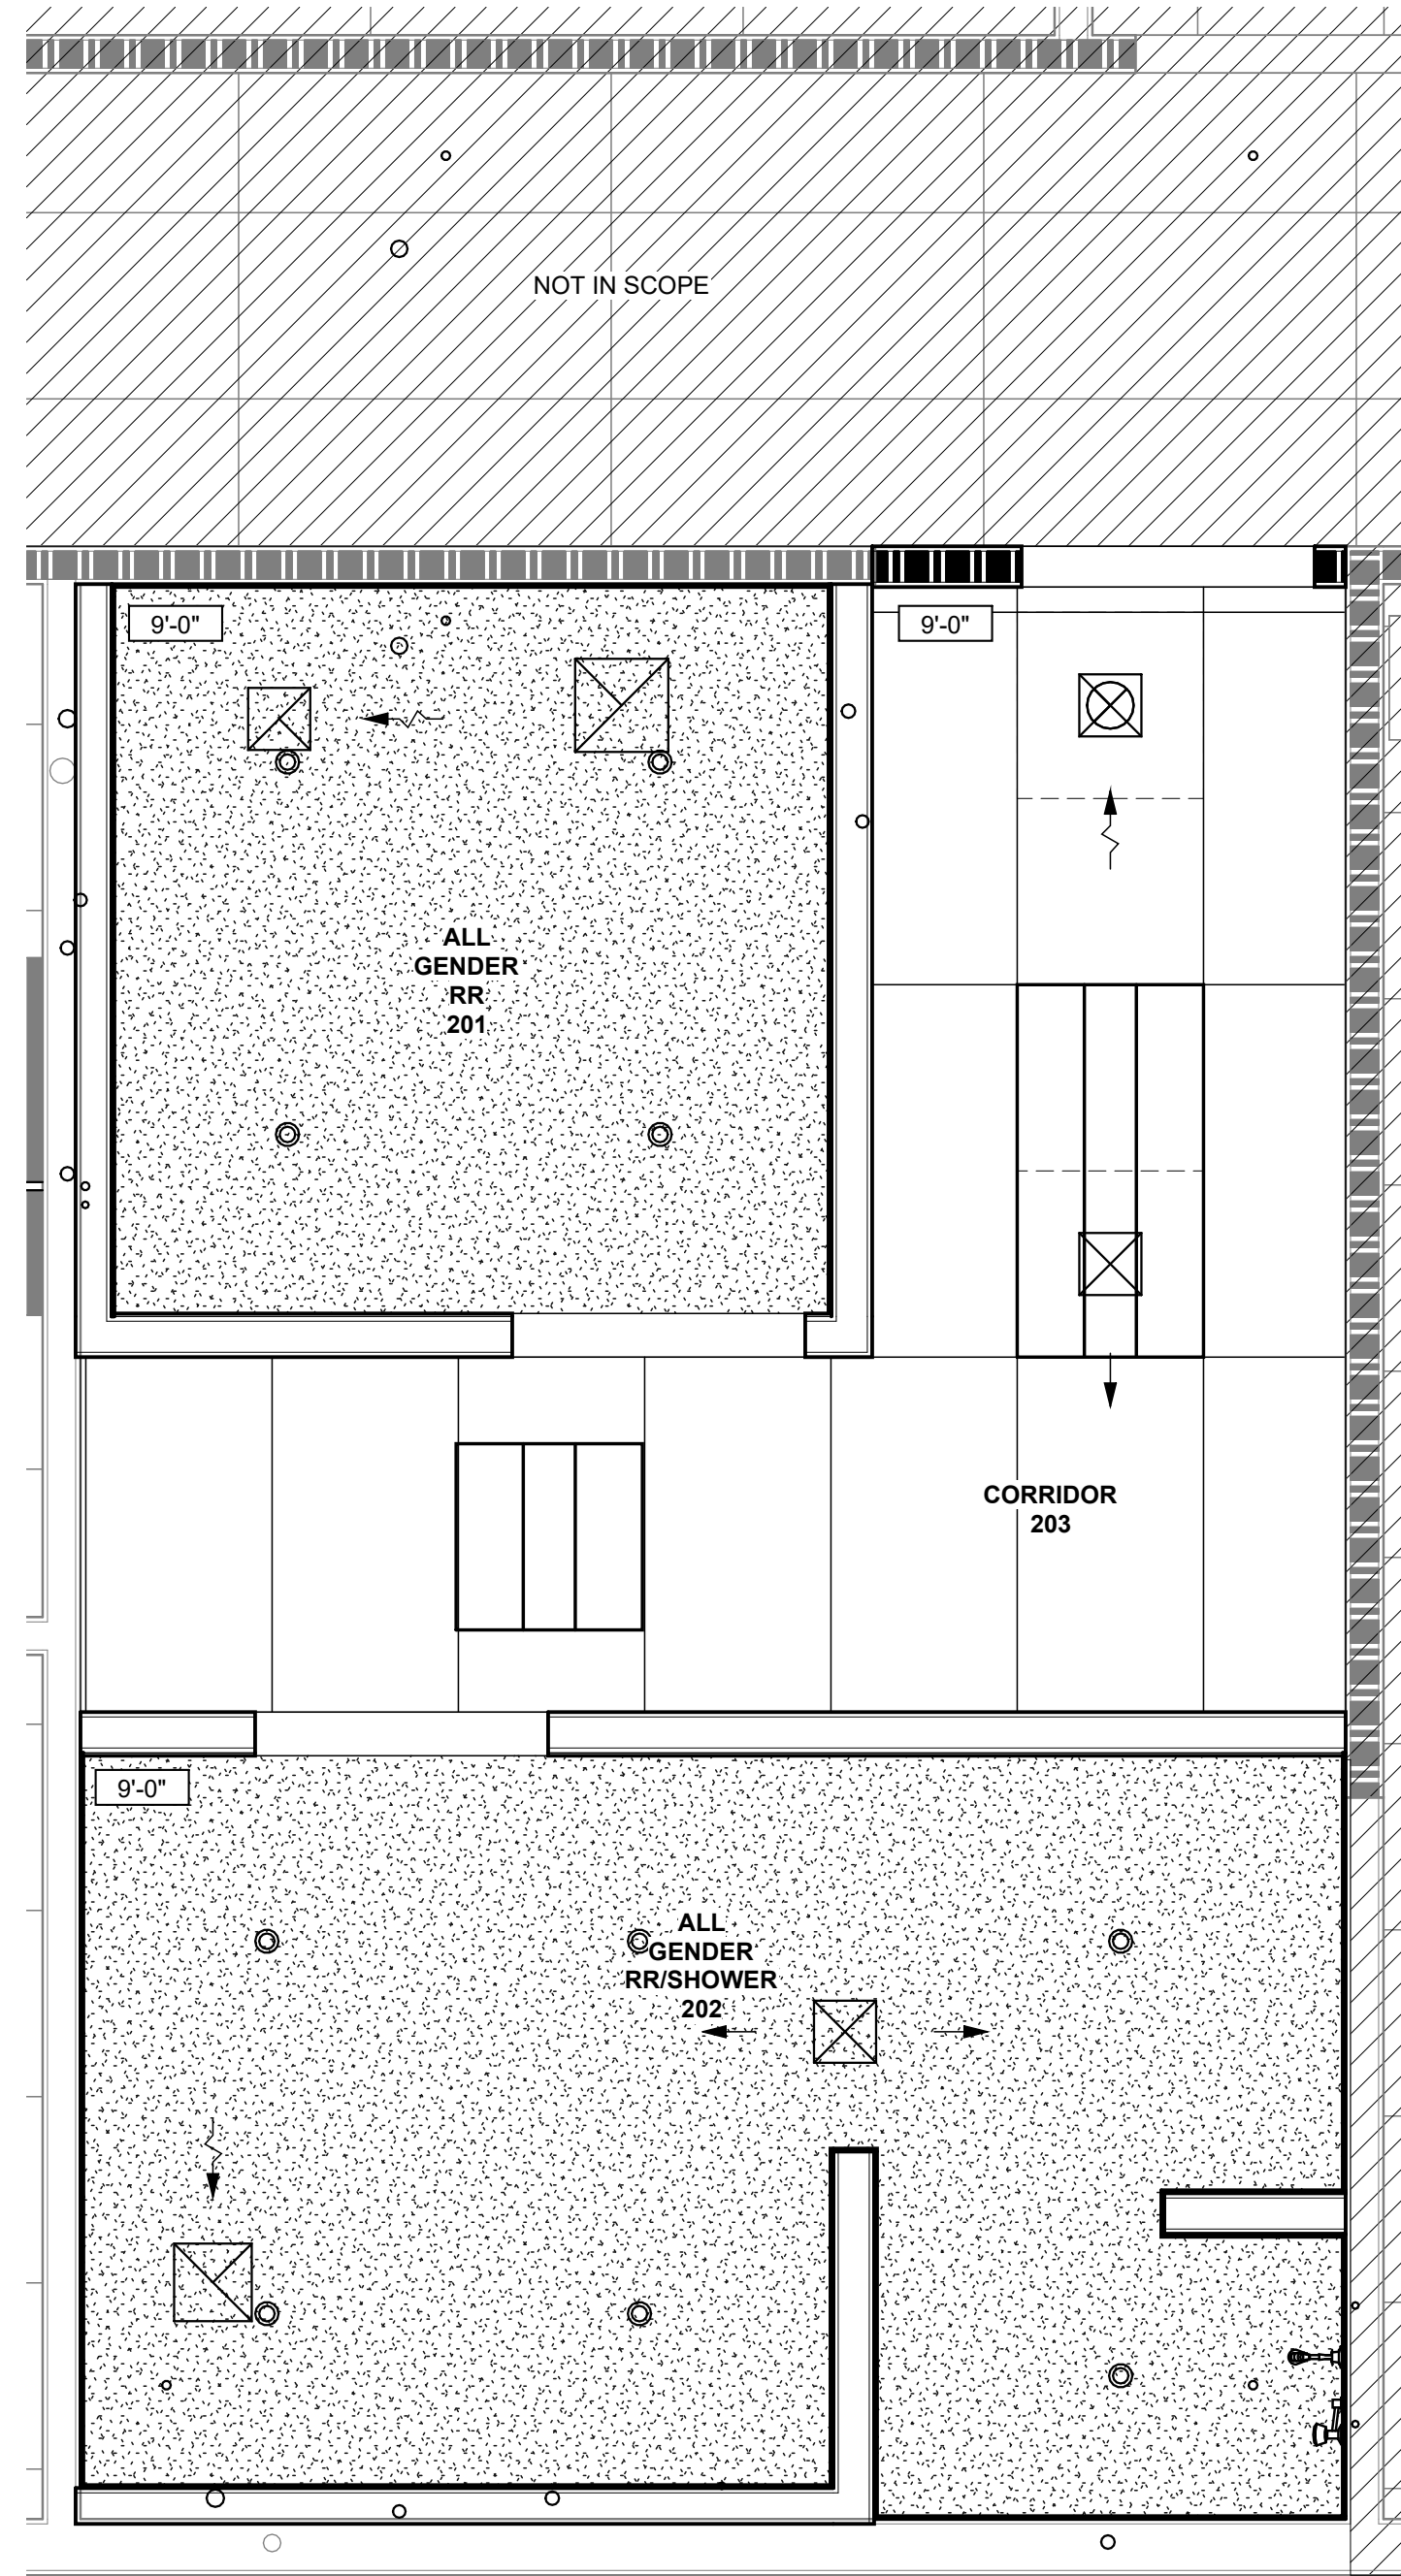 NOT IN SCOPE
9'-0"
9'-0"
ALL
GENDER
RR
201
CORRIDOR
203
9'-0"
ALL
GENDER
RR/SHOWER
202